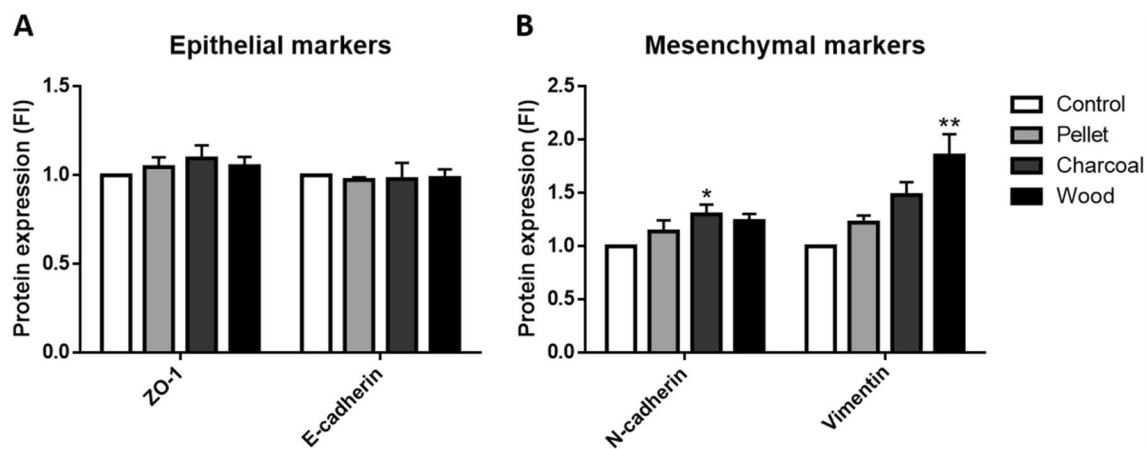 A
Epithelial markers
Protein expression (FI)
1.5
1.0
0.5
0.0
ZO-1
E-cadherin
B
Mesenchymal markers
Protein expression (FI)
2.5
2.0
1.5
1.0
0.5
0.0
*
**
N-cadherin
Vimentin
Control
Pellet
Charcoal
Wood